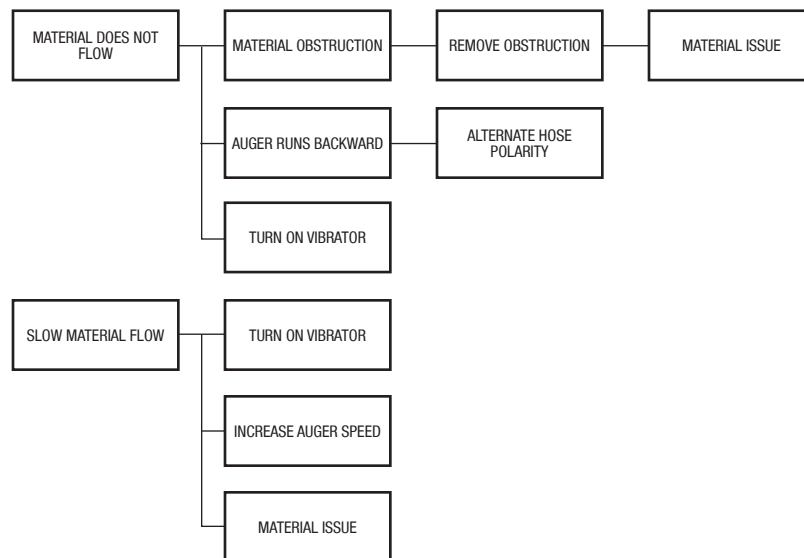 MATERIAL DOES NOT
FLOW
MATERIAL OBSTRUCTION
REMOVE OBSTRUCTION
MATERIAL ISSUE
AUGER RUNS BACKWARD
ALTERNATE HOSE
POLARITY
TURN ON VIBRATOR
SLOW MATERIAL FLOW
TURN ON VIBRATOR
INCREASE AUGER SPEED
MATERIAL ISSUE